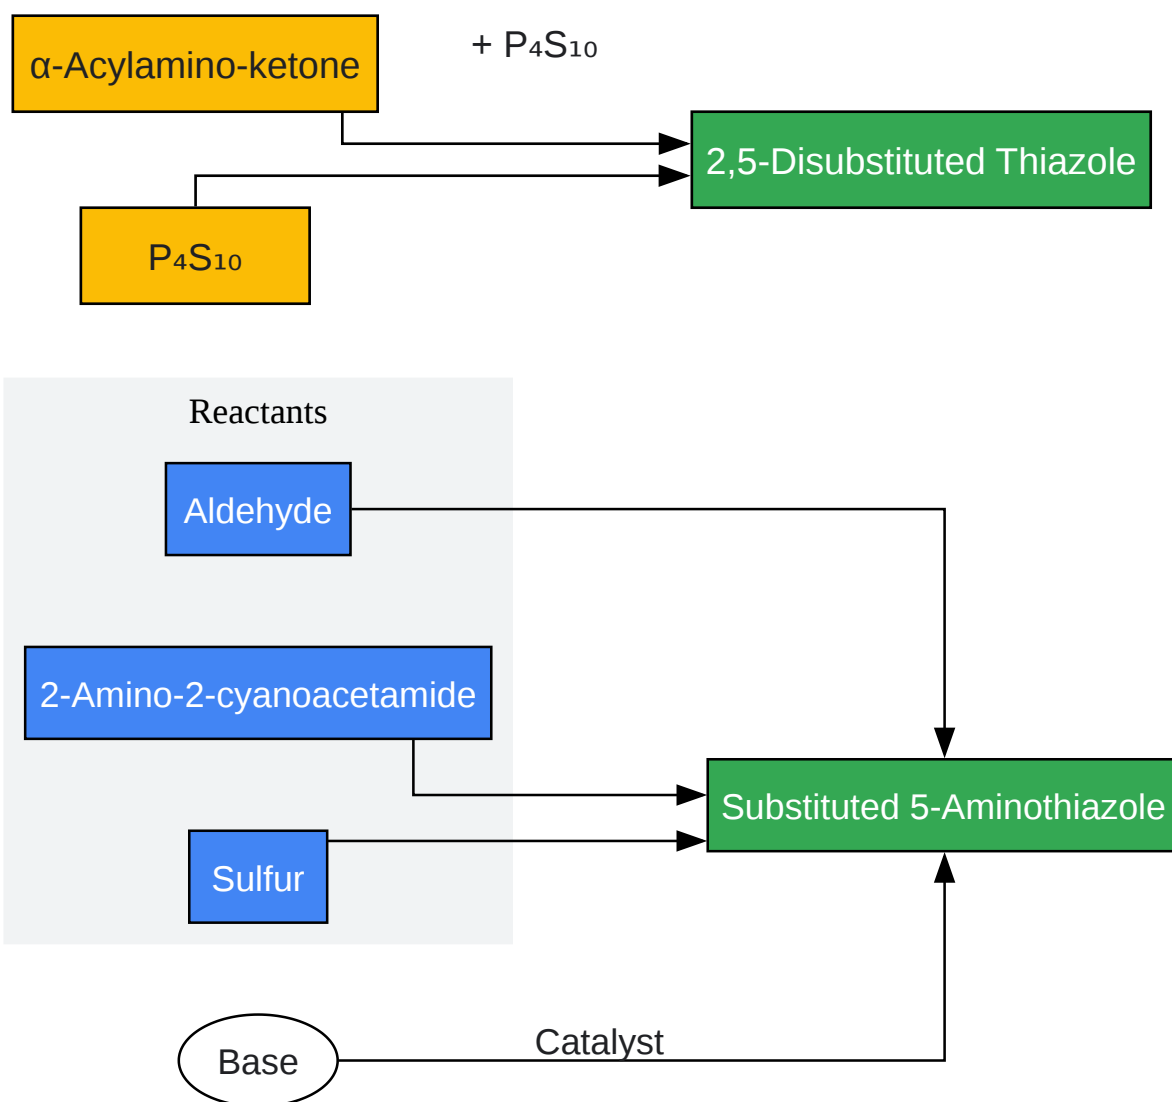 α-Acylamino-ketone
+ P₄S₁₀
2,5-Disubstituted Thiazole
P₄S₁₀
Reactants
Aldehyde
2-Amino-2-cyanoacetamide
Substituted 5-Aminothiazole
Sulfur
Catalyst
Base